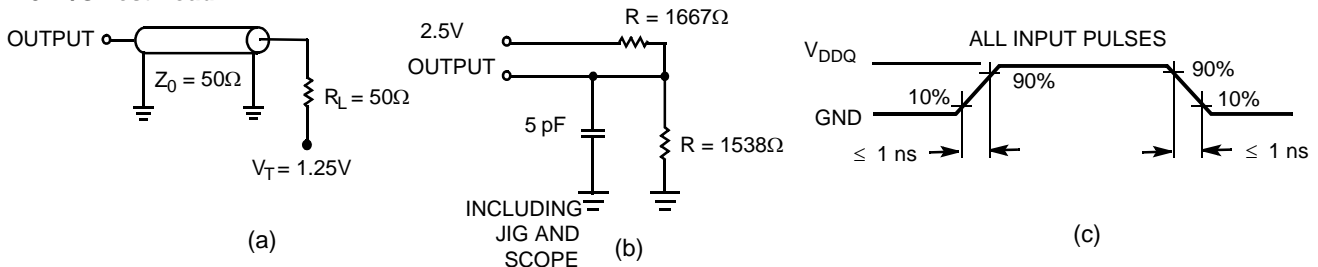 OUTPUT
Z0 = 50Ω
RL = 50Ω
VT = 1.25V
(a)
R = 1667Ω
2.5V
OUTPUT
5 pF
R = 1538Ω
INCLUDING
JIG AND
SCOPE
(b)
ALL INPUT PULSES
VDDQ
90%
90%
10%
10%
GND
≤ 1 ns
≤ 1 ns
(c)